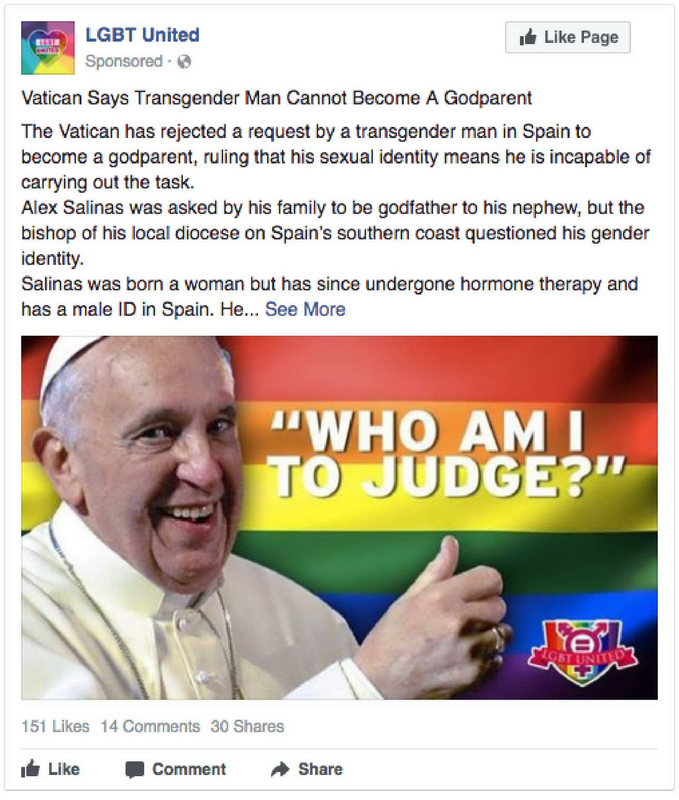 LGBT United
Like Page
Sponsored ·
Vatican Says Transgender Man Cannot Become A Godparent
The Vatican has rejected a request by a transgender man in Spain to
become a godparent, ruling that his sexual identity means he is incapable of
carrying out the task.
Alex Salinas was asked by his family to be godfather to his nephew, but the
bishop of his local diocese on Spain's southern coast questioned his gender
identity.
Salinas was born a woman but has since undergone hormone therapy and
has a male ID in Spain. He... See More
"WHO AM I
TO JUDGE?"
LGBT UNITED
151 Likes 14 Comments 30 Shares
Like Comment Share